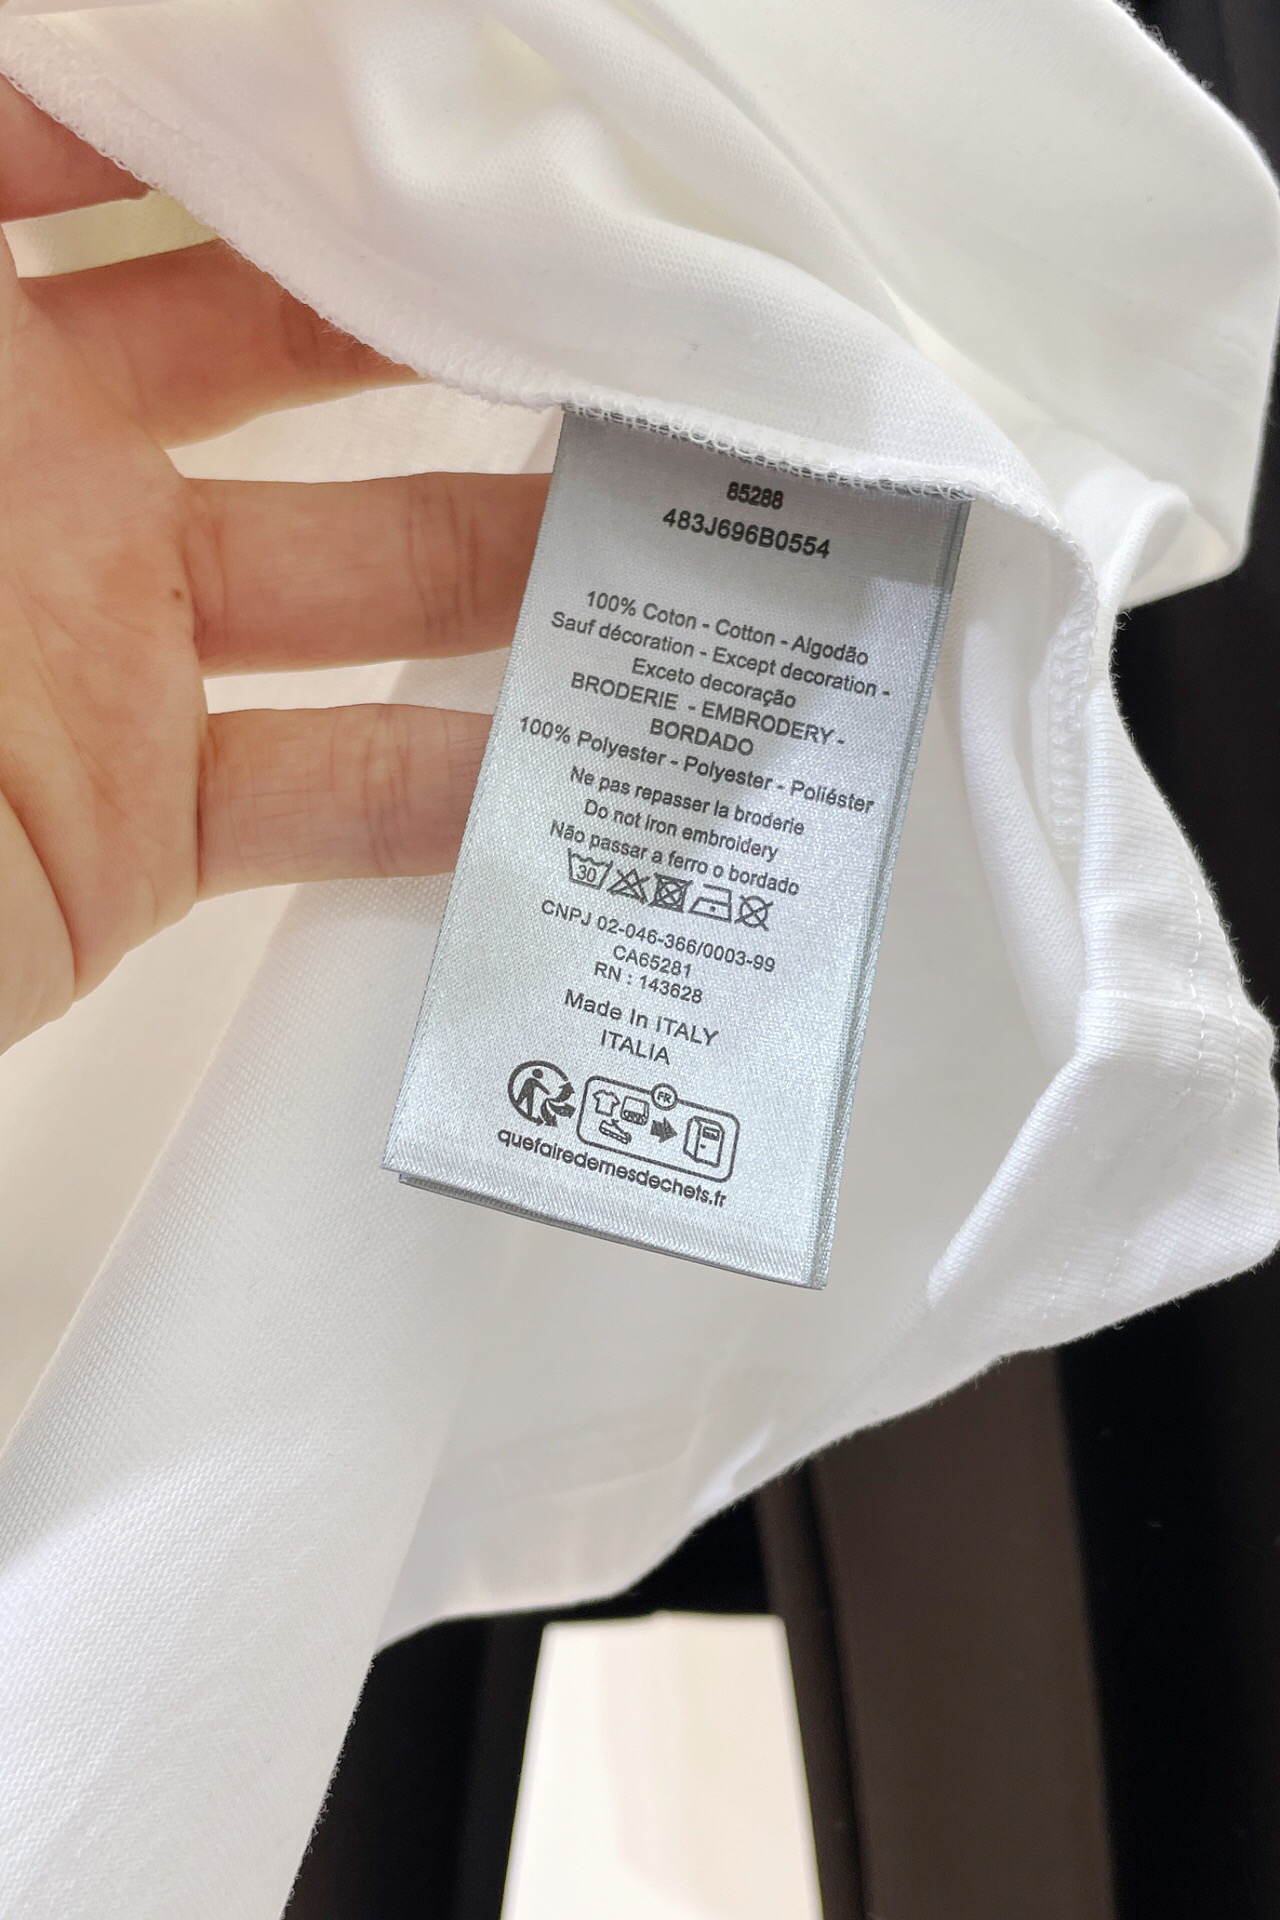 85288
483J696B0554
100% Coton - Cotton - Algodão
Sauf décoration - Except decoration -
Exceto decoração
BRODERIE - EMBRODERY -
BORDADO
100% Polyester - Polyester - Poliéster
Ne pas repasser la broderie
Do not iron embroidery
Não passar a ferro o bordado
30
CNPJ 02-046-366/0003-99
CA65281
RN : 143628
Made In ITALY
ITALIA
FR
quefairedemesdechets.fr